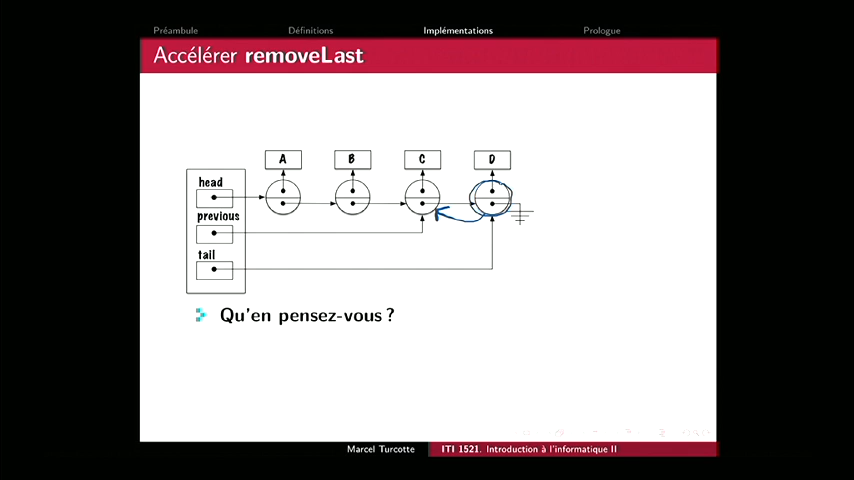 Préambule Définitions Implémentations Prologue
Accélérer removeLast
A B C D
head
previous
tail
Qu'en pensez-vous ?
Marcel Turcotte ITI 1521. Introduction à l'informatique II